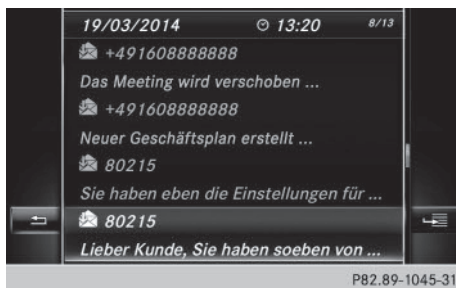 19/03/2014 13:20 8/13
+491608888888
Das Meeting wird verschoben ...
+491608888888
Neuer Geschäftsplan erstellt ...
80215
Sie haben eben die Einstellungen für ...
80215
Lieber Kunde, Sie haben soeben von ...
P82.89-1045-31